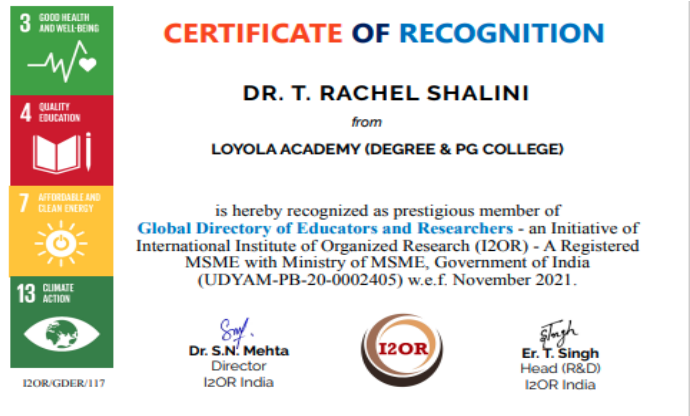 3 GOOD HEALTH
AND WELL-BEING
4 QUALITY
EDUCATION
7 AFFORDABLE AND
CLEAN ENERGY
13 CLIMATE
ACTION
I2OR/GDER/117
CERTIFICATE OF RECOGNITION
DR. T. RACHEL SHALINI
from
LOYOLA ACADEMY (DEGREE & PG COLLEGE)
is hereby recognized as prestigious member of
Global Directory of Educators and Researchers - an Initiative of
International Institute of Organized Research (I2OR) - A Registered
MSME with Ministry of MSME, Government of India
(UDYAM-PB-20-0002405) w.e.f. November 2021.
Dr. S.N. Mehta
Director
I2OR India
I2OR
Er. T. Singh
Head (R&D)
I2OR India